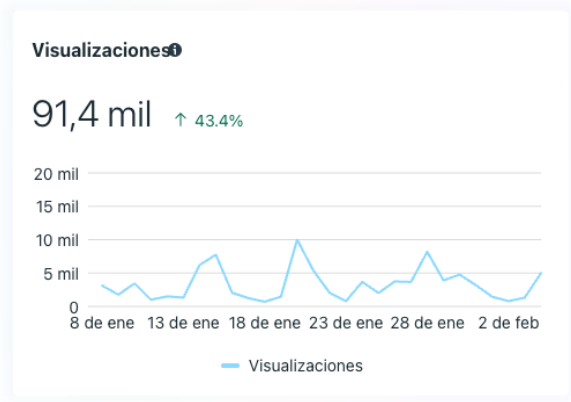 Visualizaciones
91,4 mil ↑ 43.4%
20 mil
15 mil
10 mil
5 mil
0
8 de ene 13 de ene 18 de ene 23 de ene 28 de ene 2 de feb
Visualizaciones